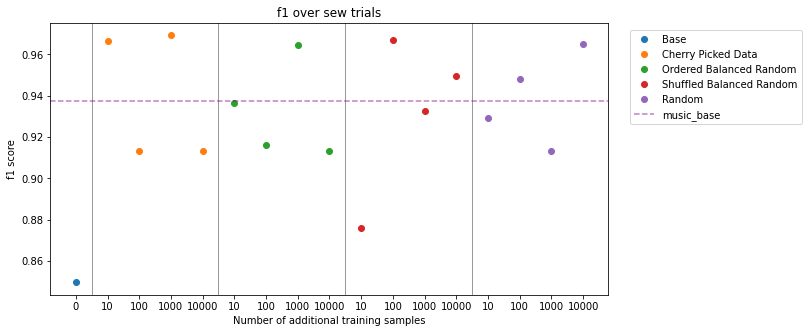 f1 over sew trials
f1 score
0.96
0.94
0.92
0.90
0.88
0.86
0 10 100 1000 10000 10 100 1000 10000 10 100 1000 10000 10 100 1000 10000
Number of additional training samples
Base
Cherry Picked Data
Ordered Balanced Random
Shuffled Balanced Random
Random
music_base